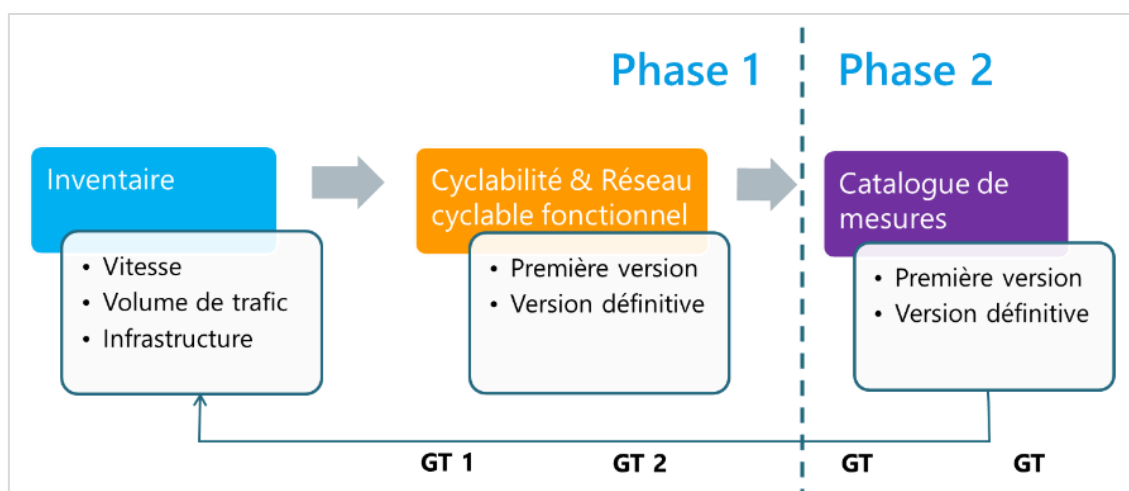 Phase 1
Phase 2
Inventaire
• Vitesse
• Volume de trafic
• Infrastructure
Cyclabilité & Réseau
cyclable fonctionnel
• Première version
• Version définitive
Catalogue de
mesures
• Première version
• Version définitive
GT 1
GT 2
GT
GT